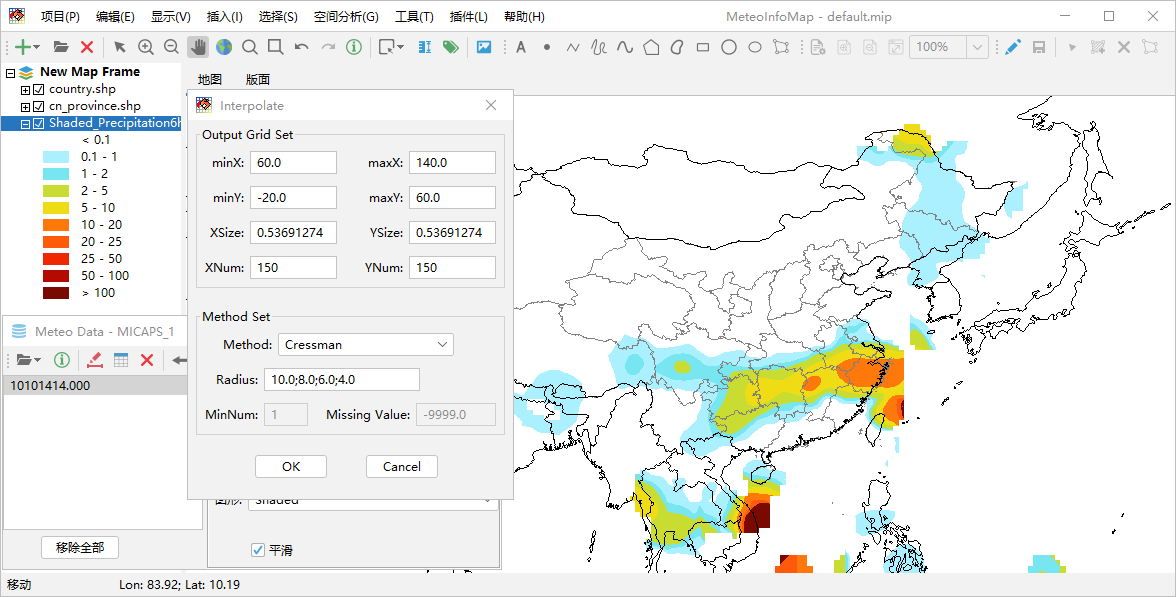 MeteoInfoMap - default.mip
项目(P) 编辑(E) 显示(V) 插入(I) 选择(S) 空间分析(G) 工具(T) 插件(L) 帮助(H)
A 100%
New Map Frame
country.shp
cn_province.shp
Shaded_Precipitation6h
< 0.1
0.1 - 1
1 - 2
2 - 5
5 - 10
10 - 20
20 - 25
25 - 50
50 - 100
> 100
地图 版面
Interpolate
Output Grid Set
minX: 60.0 maxX: 140.0
minY: -20.0 maxY: 60.0
XSize: 0.53691274 YSize: 0.53691274
XNum: 150 YNum: 150
Method Set
Method: Cressman
Radius: 10.0;8.0;6.0;4.0
MinNum: 1 Missing Value: -9999.0
OK Cancel
Meteo Data - MICAPS_1
10101414.000
图形: Shaded
移除全部
平滑
移动 Lon: 83.92; Lat: 10.19